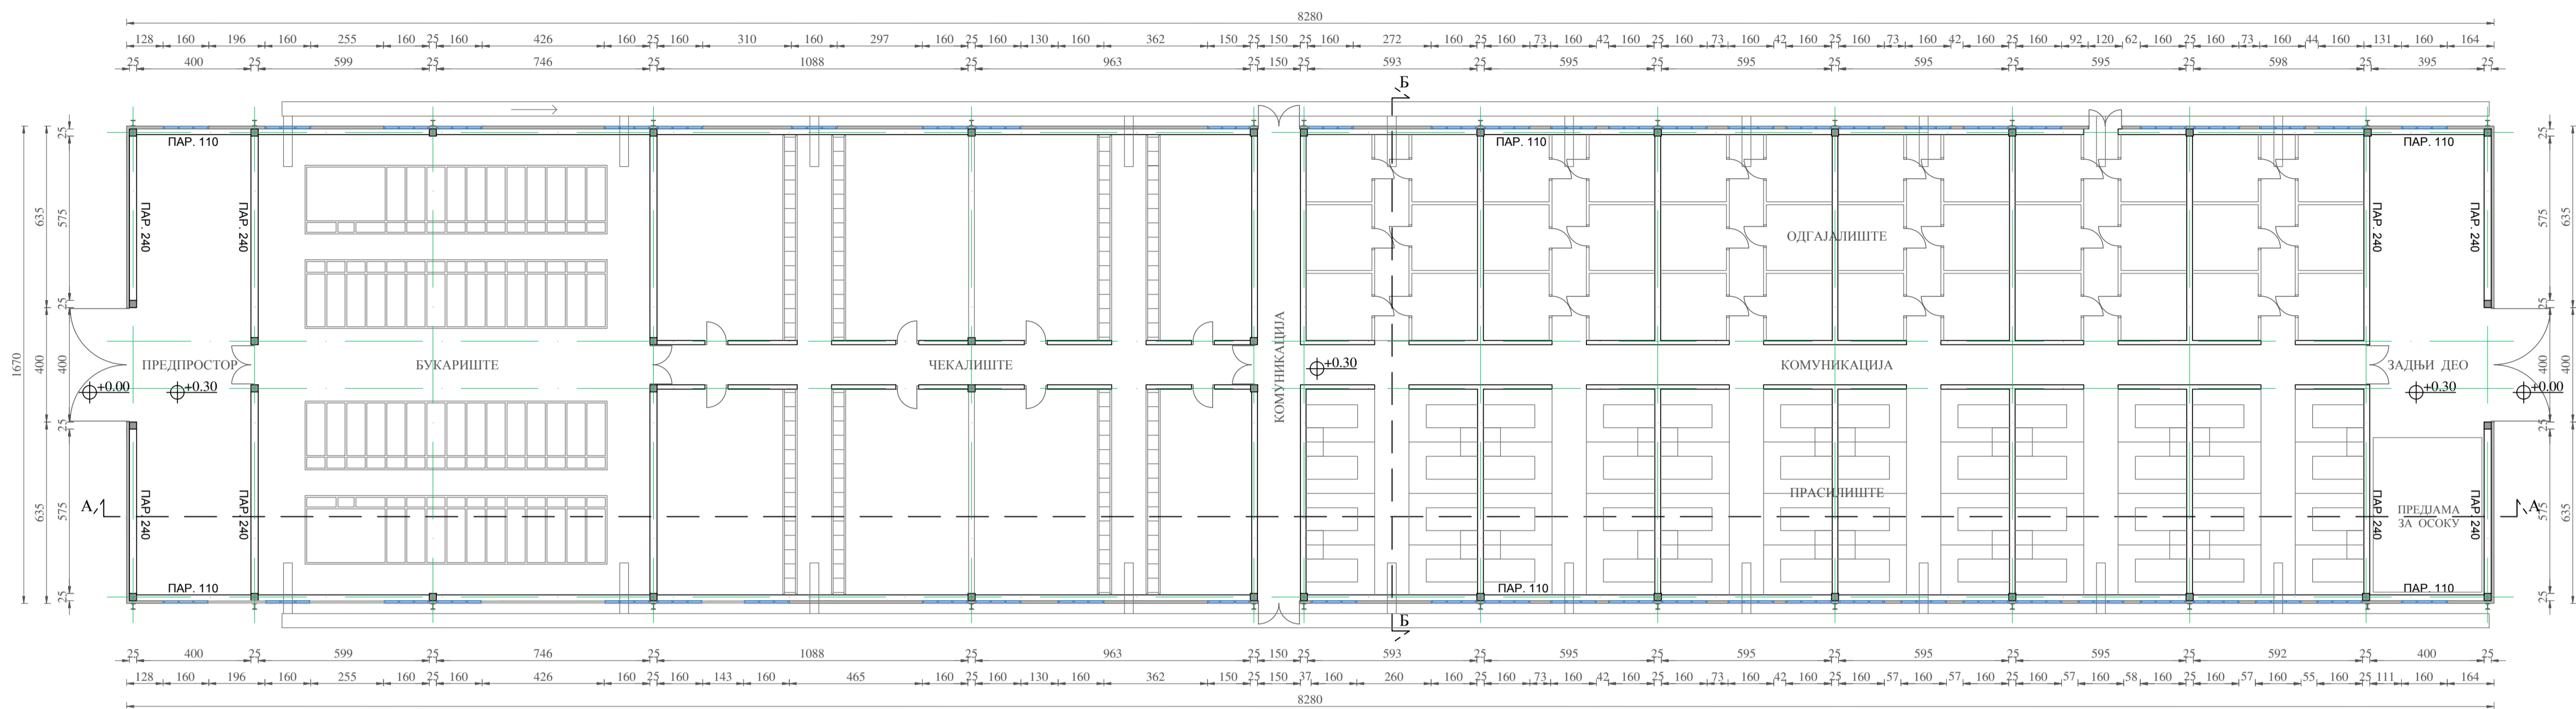 8280
128 160 196 160 255 160 25 160 426 160 25 160 310 160 297 160 25 160 130 160 362 150 25 150 25 160 272 160 25 160 73 160 42 160 25 160 73 160 42 160 25 160 73 160 42 160 25 160 92 120 62 160 25 160 73 160 44 160 131 160 164
25 400 25 599 25 746 25 1088 25 963 25 150 25 593 25 595 25 595 25 595 25 595 25 598 25 395 25
Б
ПАР. 110 ПАР. 110 ПАР. 110
1670
635 400 635
25 575 25 400 25 575 25
ПАР. 240 ПАР. 240 ПАР. 240 ПАР. 240
ОДГАЈАЛИШТЕ
ПРЕДПРОСТОР БУКАРИШТЕ ЧЕКАЛИШТЕ КОМУНИКАЦИЈА КОМУНИКАЦИЈА ЗАДЊИ ДЕО
+0.00 +0.30 +0.30 +0.30 +0.00
ПРАСИЛИШТЕ
А А
ПАР. 240 ПАР. 240 ПАР. 240 ПАР. 240
ПРЕДЈАМА
ЗА ОСОКУ
25 575 25 400 25 575 25
635 400 635
ПАР. 110 ПАР. 110 ПАР. 110
Б
25 400 25 599 25 746 25 1088 25 963 25 150 25 593 25 595 25 595 25 595 25 595 25 592 25 400 25
128 160 196 160 255 160 25 160 426 160 25 160 143 160 465 160 25 160 130 160 362 150 25 150 37 160 260 160 25 160 73 160 42 160 25 160 73 160 42 160 25 160 57 160 57 160 25 160 57 160 58 160 25 160 57 160 55 160 25 111 160 164
8280